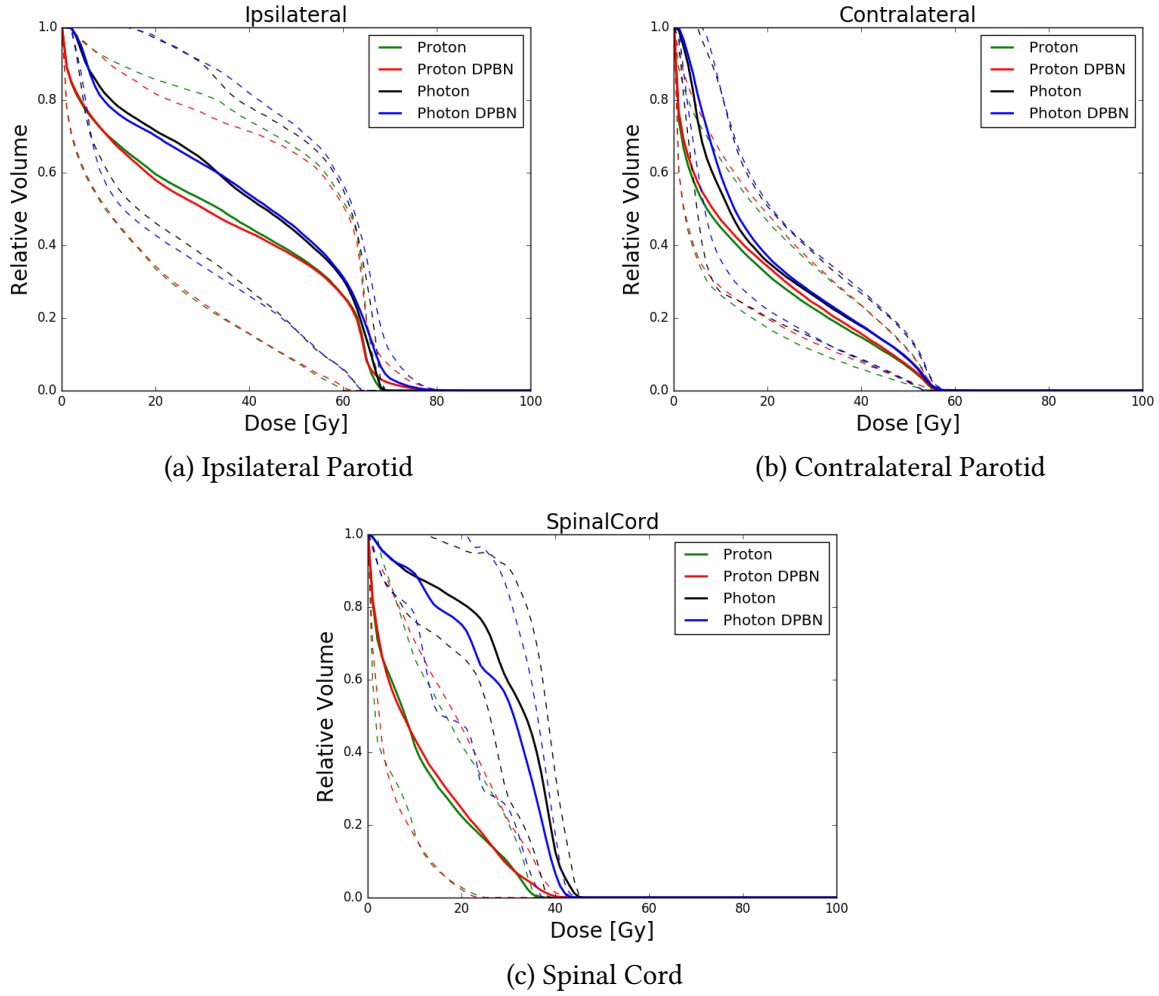 Ipsilateral
Relative Volume
1.0
0.8
0.6
0.4
0.2
0.0
0 20 40 60 80 100
Dose [Gy]
Proton
Proton DPBN
Photon
Photon DPBN
(a) Ipsilateral Parotid
Contralateral
Relative Volume
1.0
0.8
0.6
0.4
0.2
0.0
0 20 40 60 80 100
Dose [Gy]
Proton
Proton DPBN
Photon
Photon DPBN
(b) Contralateral Parotid
SpinalCord
Relative Volume
1.0
0.8
0.6
0.4
0.2
0.0
0 20 40 60 80 100
Dose [Gy]
Proton
Proton DPBN
Photon
Photon DPBN
(c) Spinal Cord